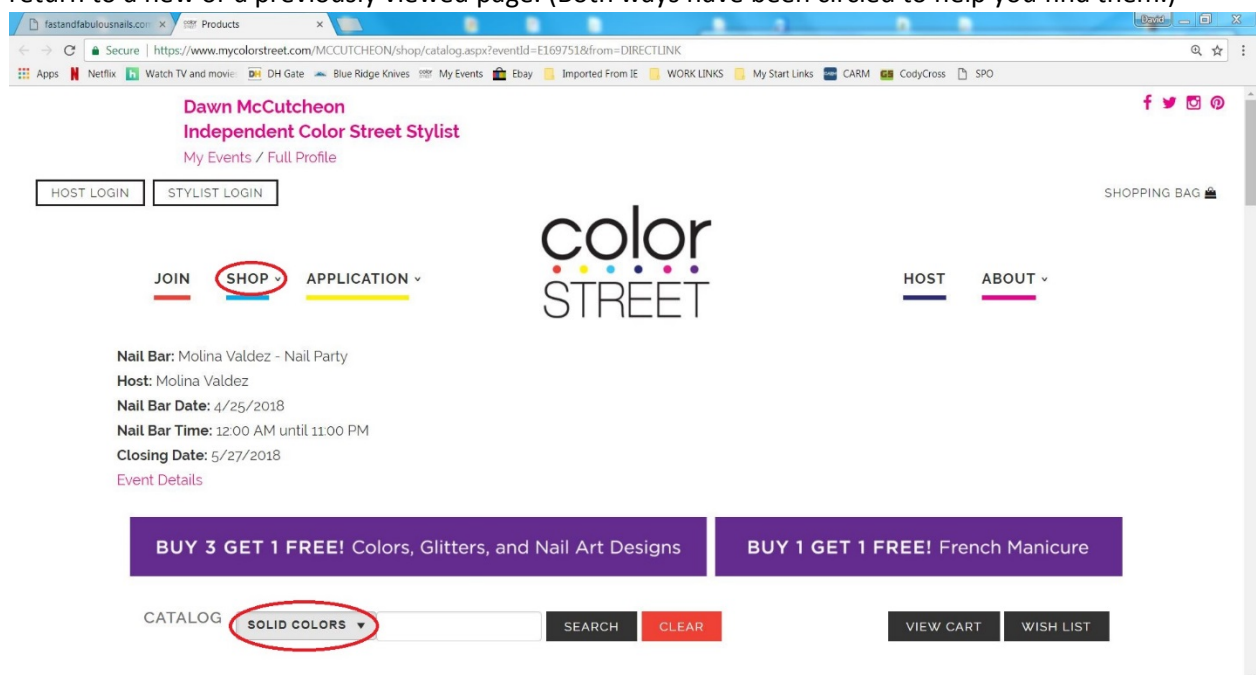 return to a new or a previously viewed page. (Both ways have been circled to help you find them.)
fastandfabulousnails.com
Products
David
Secure | https://www.mycolorstreet.com/MCCUTCHEON/shop/catalog.aspx?eventId=E169751&from=DIRECTLINK
Apps Netflix Watch TV and movie DH Gate Blue Ridge Knives My Events Ebay Imported From IE WORK LINKS My Start Links CARM CodyCross SPO
Dawn McCutcheon
Independent Color Street Stylist
My Events / Full Profile
HOST LOGIN STYLIST LOGIN SHOPPING BAG
color
STREET
JOIN SHOP APPLICATION HOST ABOUT
Nail Bar: Molina Valdez - Nail Party
Host: Molina Valdez
Nail Bar Date: 4/25/2018
Nail Bar Time: 12:00 AM until 11:00 PM
Closing Date: 5/27/2018
Event Details
BUY 3 GET 1 FREE! Colors, Glitters, and Nail Art Designs BUY 1 GET 1 FREE! French Manicure
CATALOG SOLID COLORS SEARCH CLEAR VIEW CART WISH LIST